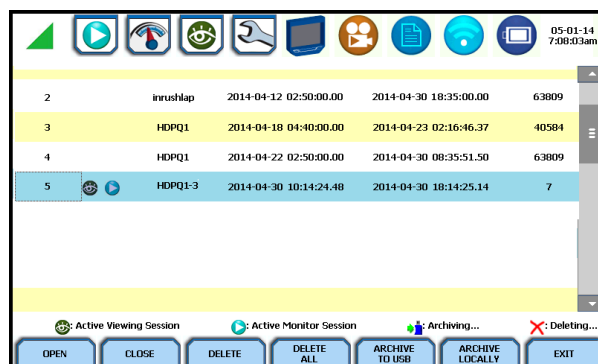 05-01-14
7:08:03am
2 inrushlap 2014-04-12 02:50:00.00 2014-04-30 18:35:00.00 63809
3 HDPQ1 2014-04-18 04:40:00.00 2014-04-23 02:16:46.37 40584
4 HDPQ1 2014-04-22 02:50:00.00 2014-04-30 08:35:51.50 63809
5 HDPQ1-3 2014-04-30 10:14:24.48 2014-04-30 18:14:25.14 7
: Active Viewing Session : Active Monitor Session : Archiving... : Deleting...
OPEN CLOSE DELETE DELETE ALL ARCHIVE TO USB ARCHIVE LOCALLY EXIT